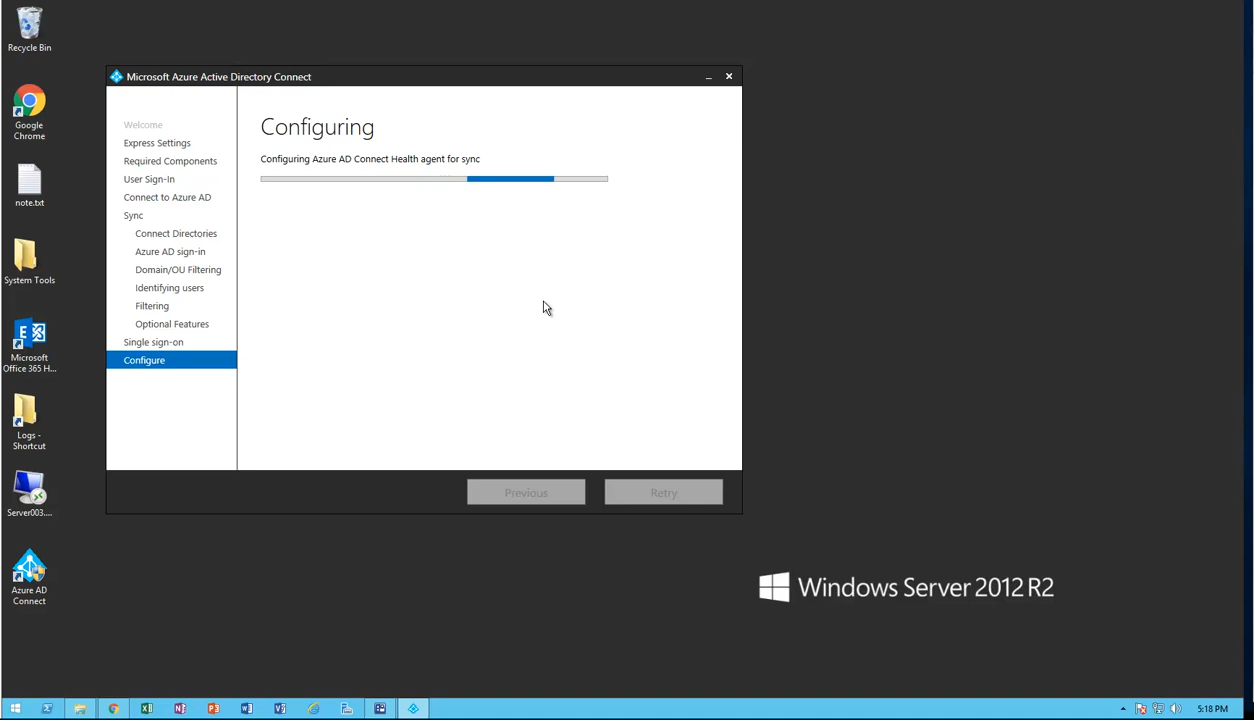 Recycle Bin
Google
Chrome
note.txt
System Tools
Microsoft
Office 365 H...
Logs -
Shortcut
Server003....
Azure AD
Connect
Microsoft Azure Active Directory Connect
Welcome
Express Settings
Required Components
User Sign-In
Connect to Azure AD
Sync
Connect Directories
Azure AD sign-in
Domain/OU Filtering
Identifying users
Filtering
Optional Features
Single sign-on
Configure
Configuring
Configuring Azure AD Connect Health agent for sync
Previous
Retry
Windows Server 2012 R2
5:18 PM